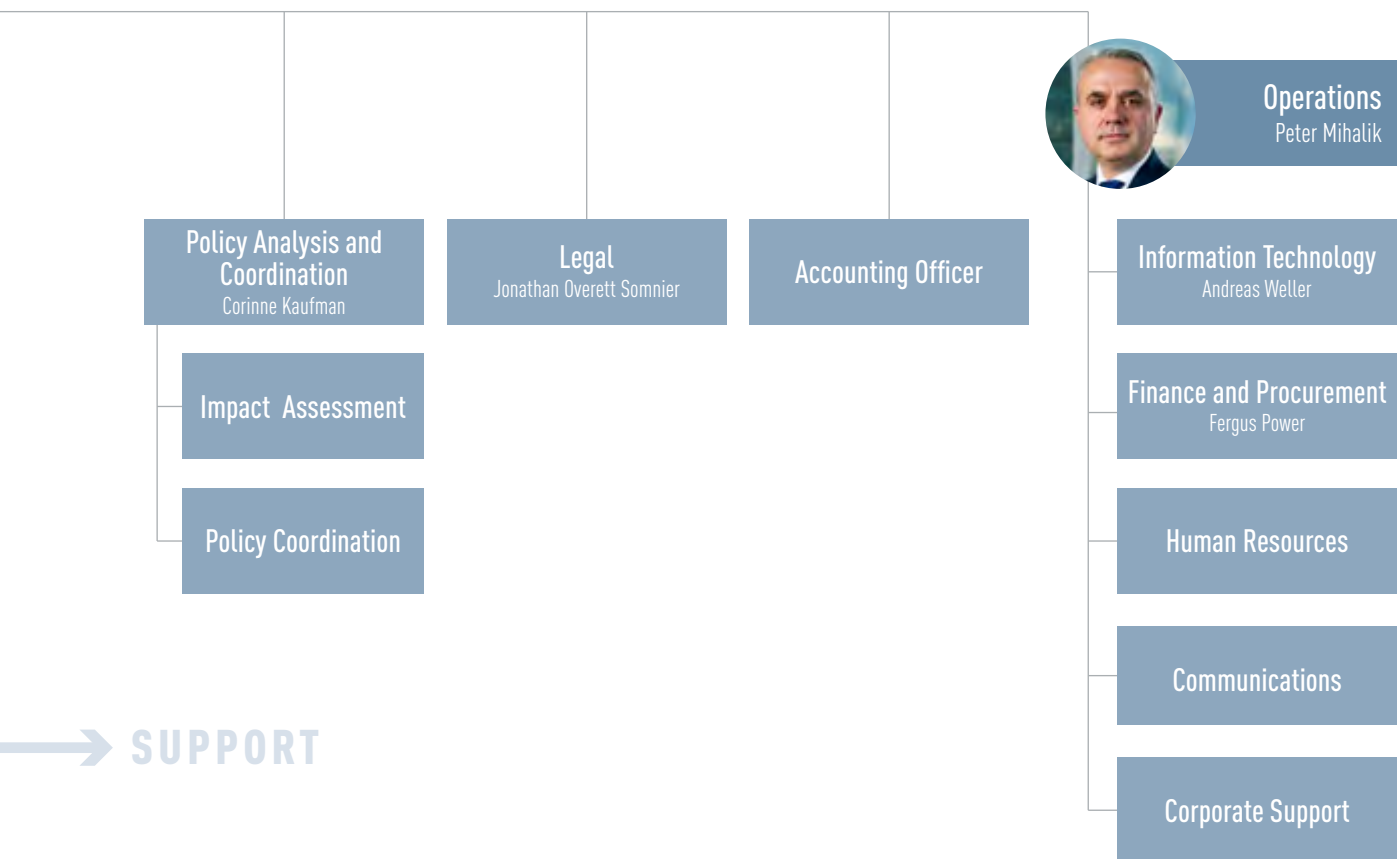 Operations
Peter Mihalik
Policy Analysis and
Coordination
Corinne Kaufman
Legal
Jonathan Overett Somnier
Accounting Officer
Information Technology
Andreas Weller
Impact Assessment
Finance and Procurement
Fergus Power
Policy Coordination
Human Resources
Communications
SUPPORT
Corporate Support